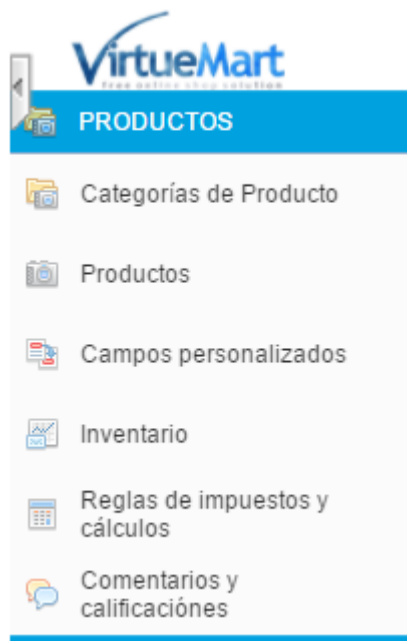 VirtueMart
free online shop solution
PRODUCTOS
Categorías de Producto
Productos
Campos personalizados
Inventario
Reglas de impuestos y
cálculos
Comentarios y
calificaciónes